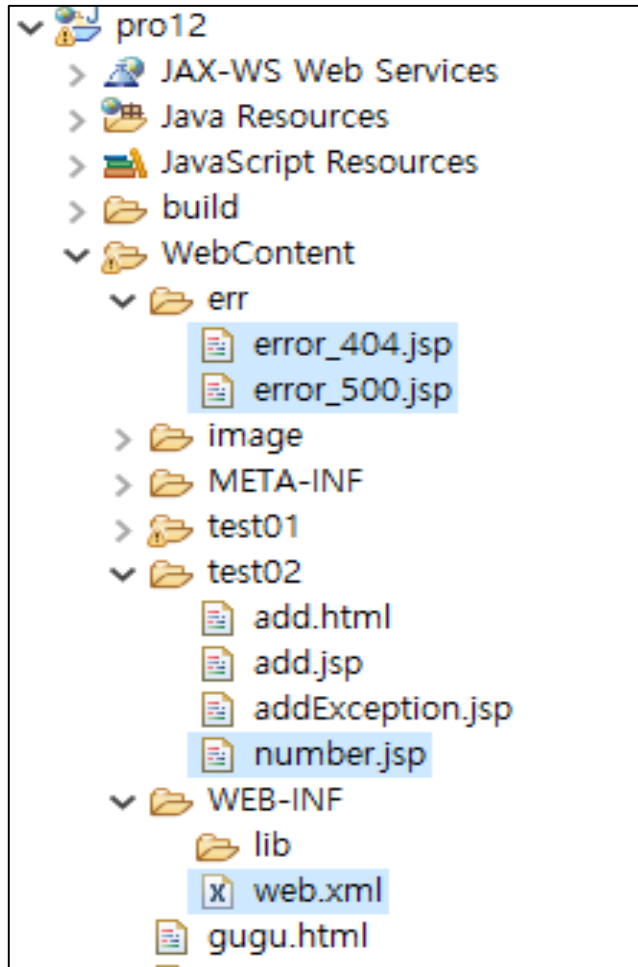 pro12
JAX-WS Web Services
Java Resources
JavaScript Resources
build
WebContent
err
error_404.jsp
error_500.jsp
image
META-INF
test01
test02
add.html
add.jsp
addException.jsp
number.jsp
WEB-INF
lib
web.xml
gugu.html